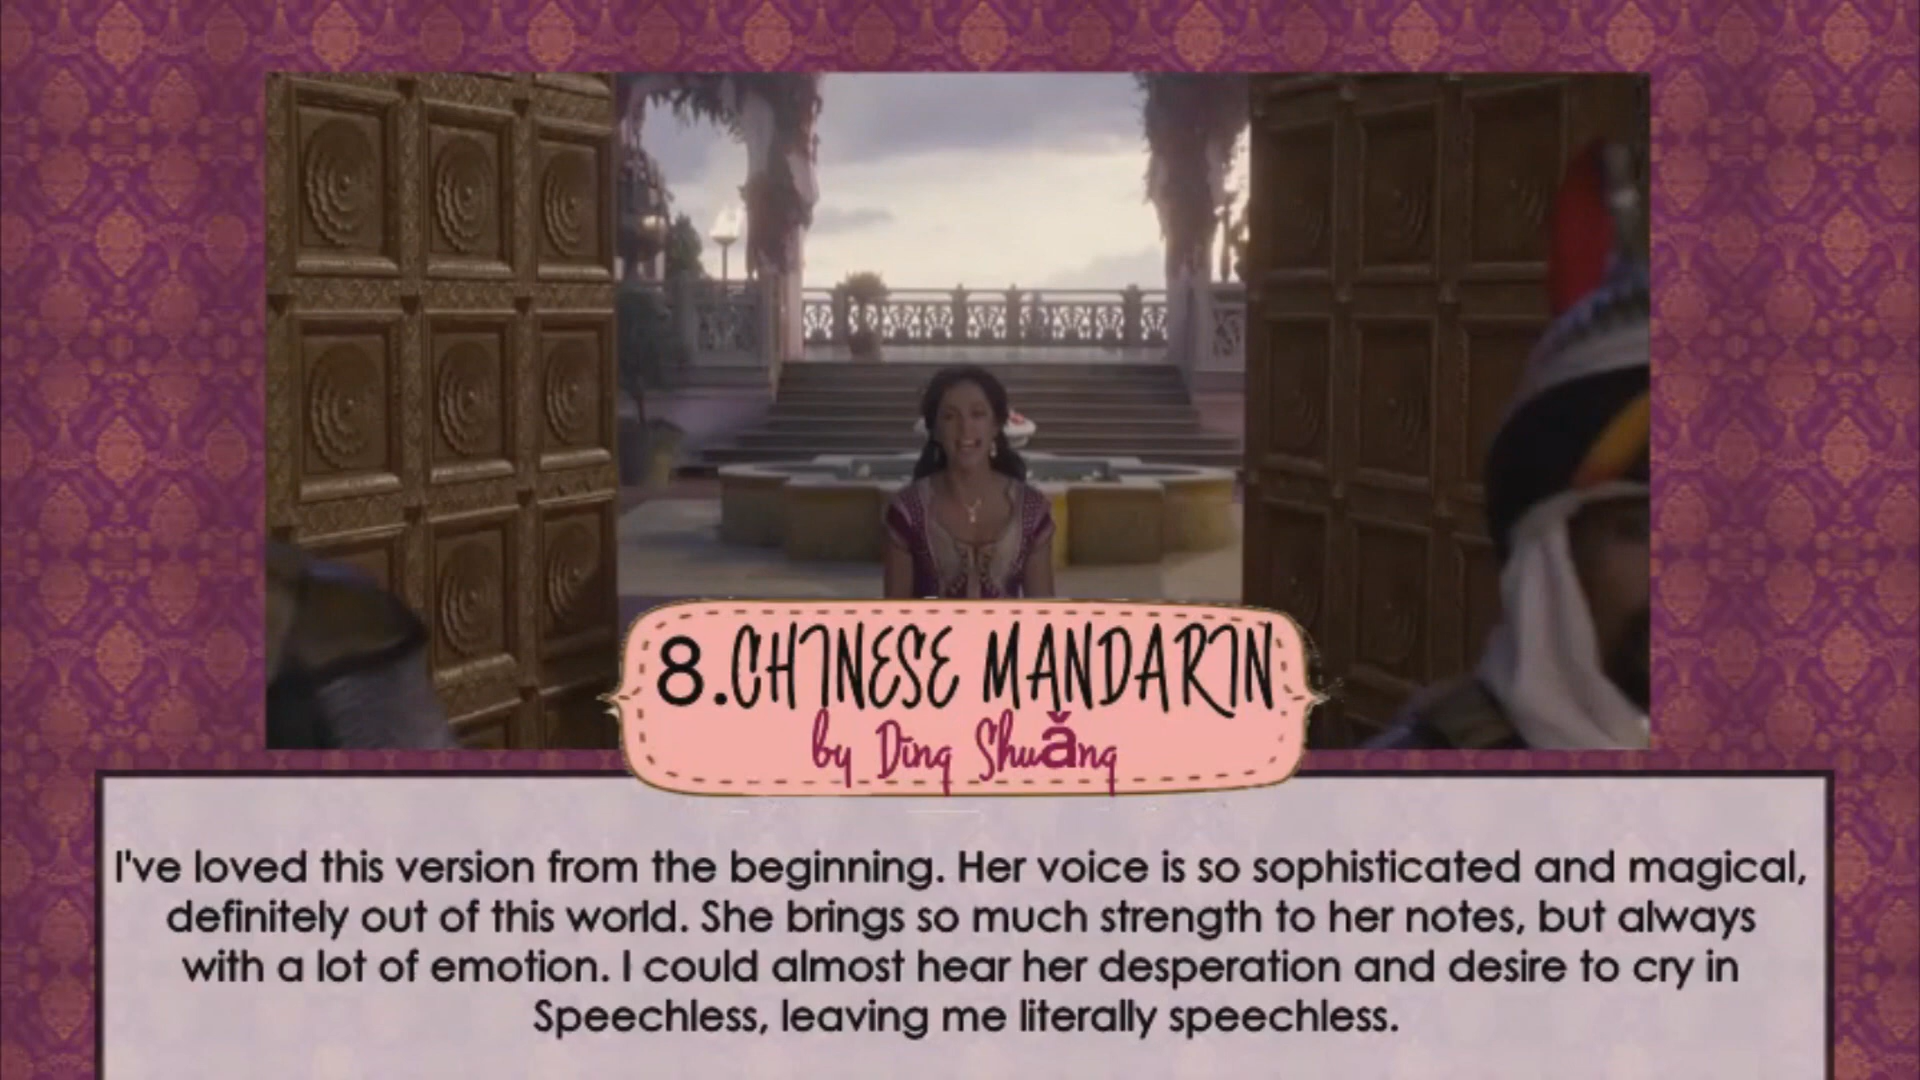 8.CHINESE MANDARIN
by Dīng Shuǎng
I've loved this version from the beginning. Her voice is so sophisticated and magical,
definitely out of this world. She brings so much strength to her notes, but always
with a lot of emotion. I could almost hear her desperation and desire to cry in
Speechless, leaving me literally speechless.